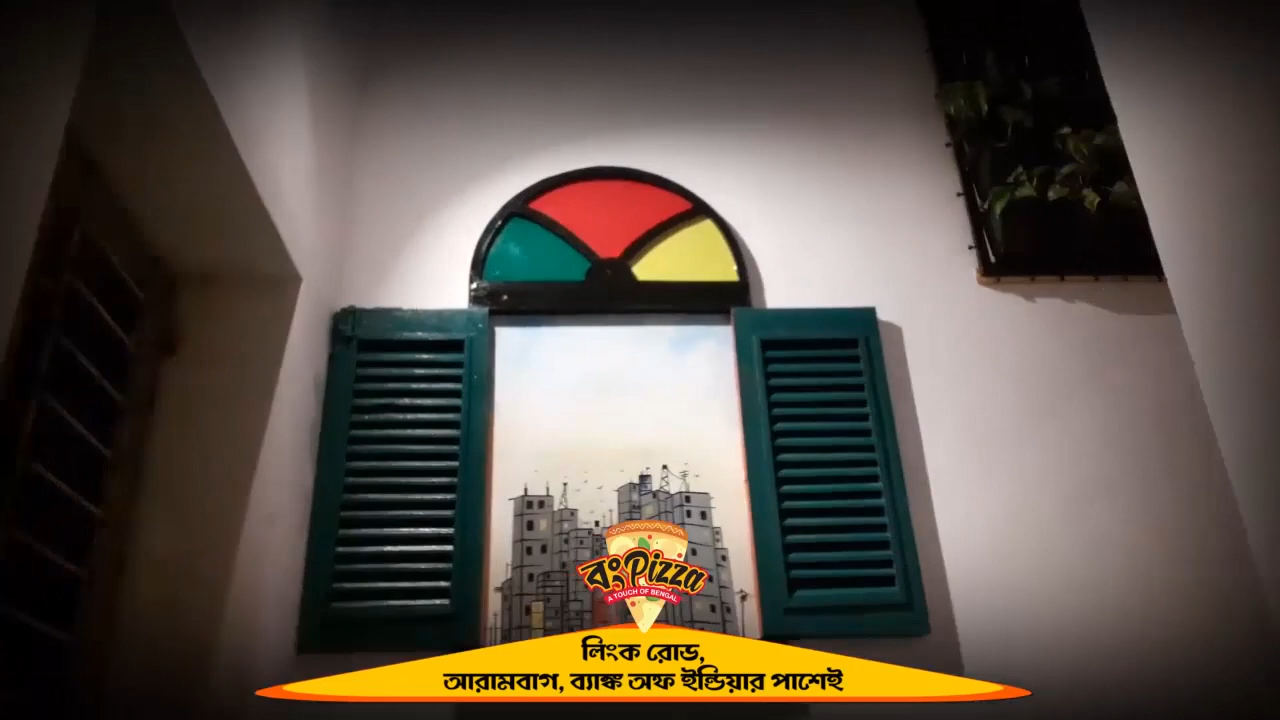 বং Pizza
A TOUCH OF BENGAL
লিংক রোড,
আরামবাগ, ব্যাঙ্ক অফ ইন্ডিয়ার পাশেই